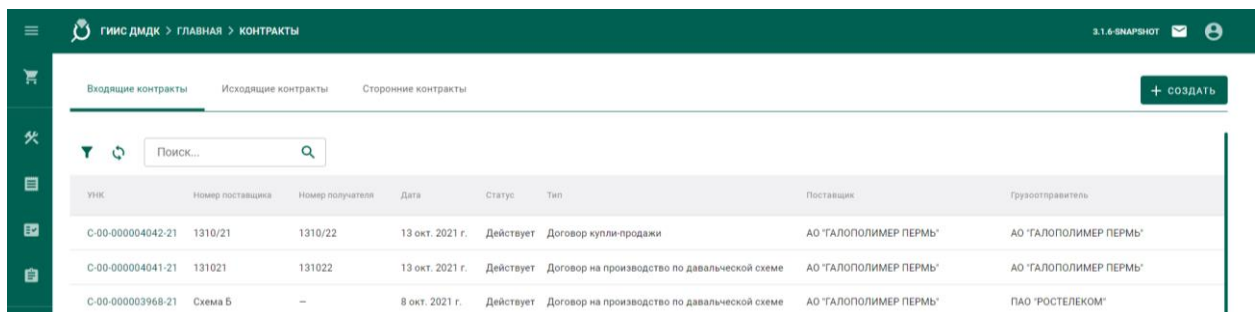 ГИИС ДМДК > ГЛАВНАЯ > КОНТРАКТЫ 3.1.6-SNAPSHOT
Входящие контракты Исходящие контракты Сторонние контракты + СОЗДАТЬ
Поиск...
УНК Номер поставщика Номер получателя Дата Статус Тип Поставщик Грузоотправитель
С-00-000004042-21 1310/21 1310/22 13 окт. 2021 г. Действует Договор купли-продажи АО "ГАЛОПОЛИМЕР ПЕРМЬ" АО "ГАЛОПОЛИМЕР ПЕРМЬ"
С-00-000004041-21 131021 131022 13 окт. 2021 г. Действует Договор на производство по давальческой схеме АО "ГАЛОПОЛИМЕР ПЕРМЬ" АО "ГАЛОПОЛИМЕР ПЕРМЬ"
С-00-000003968-21 Схема Б – 8 окт. 2021 г. Действует Договор на производство по давальческой схеме АО "ГАЛОПОЛИМЕР ПЕРМЬ" ПАО "РОСТЕЛЕКОМ"